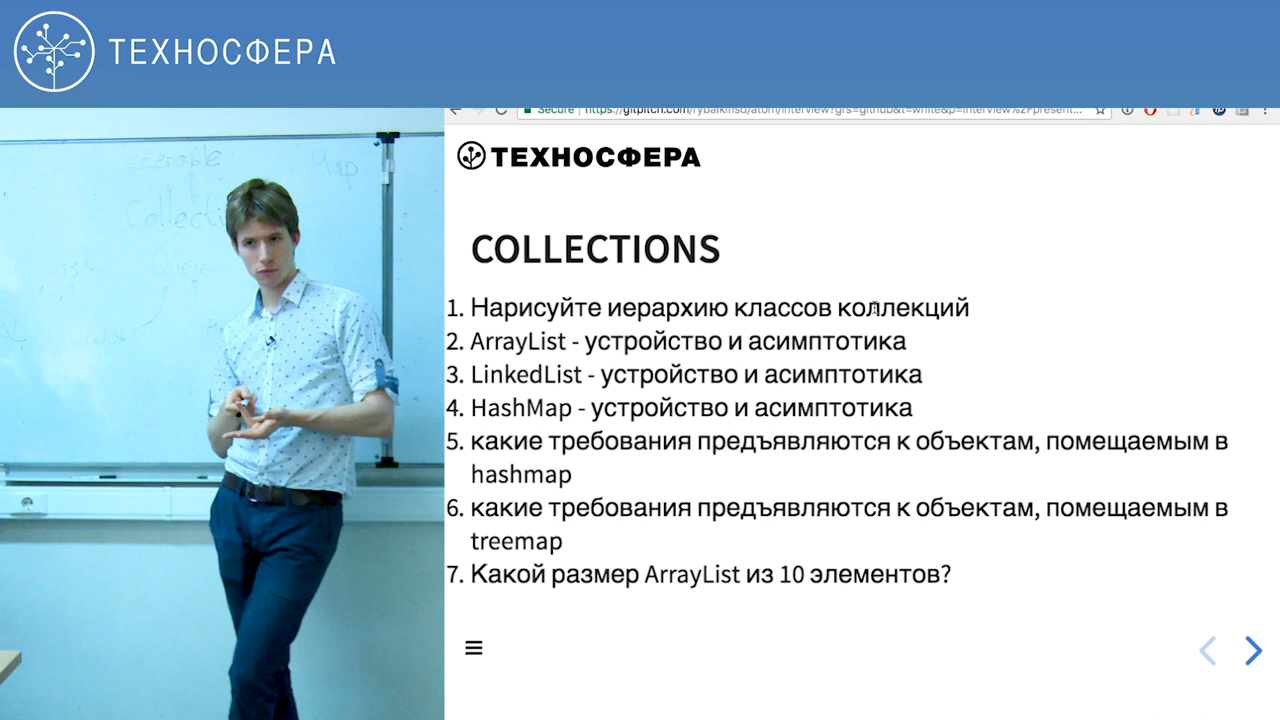 ТЕХНОСФЕРА
Secure
ТЕХНОСФЕРА
COLLECTIONS
1. Нарисуйте иерархию классов коллекций
2. ArrayList - устройство и асимптотика
3. LinkedList - устройство и асимптотика
4. HashMap - устройство и асимптотика
5. какие требования предъявляются к объектам, помещаемым в
hashmap
6. какие требования предъявляются к объектам, помещаемым в
treemap
7. Какой размер ArrayList из 10 элементов?